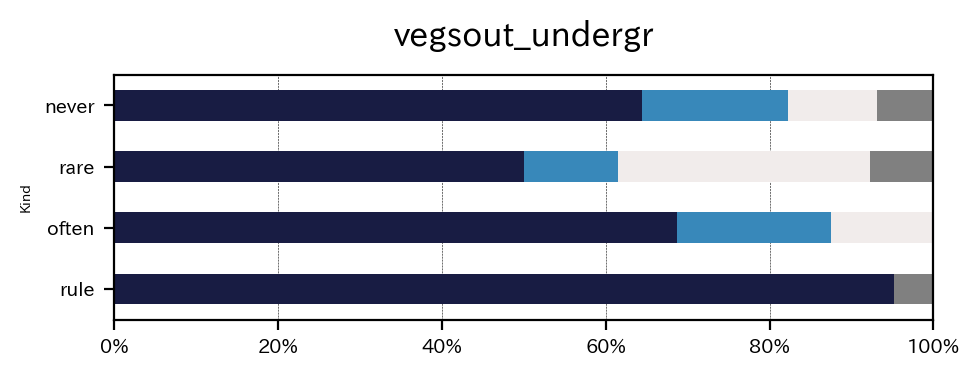 vegsout_undergr
never
rare
often
rule
Kind
0% 20% 40% 60% 80% 100%